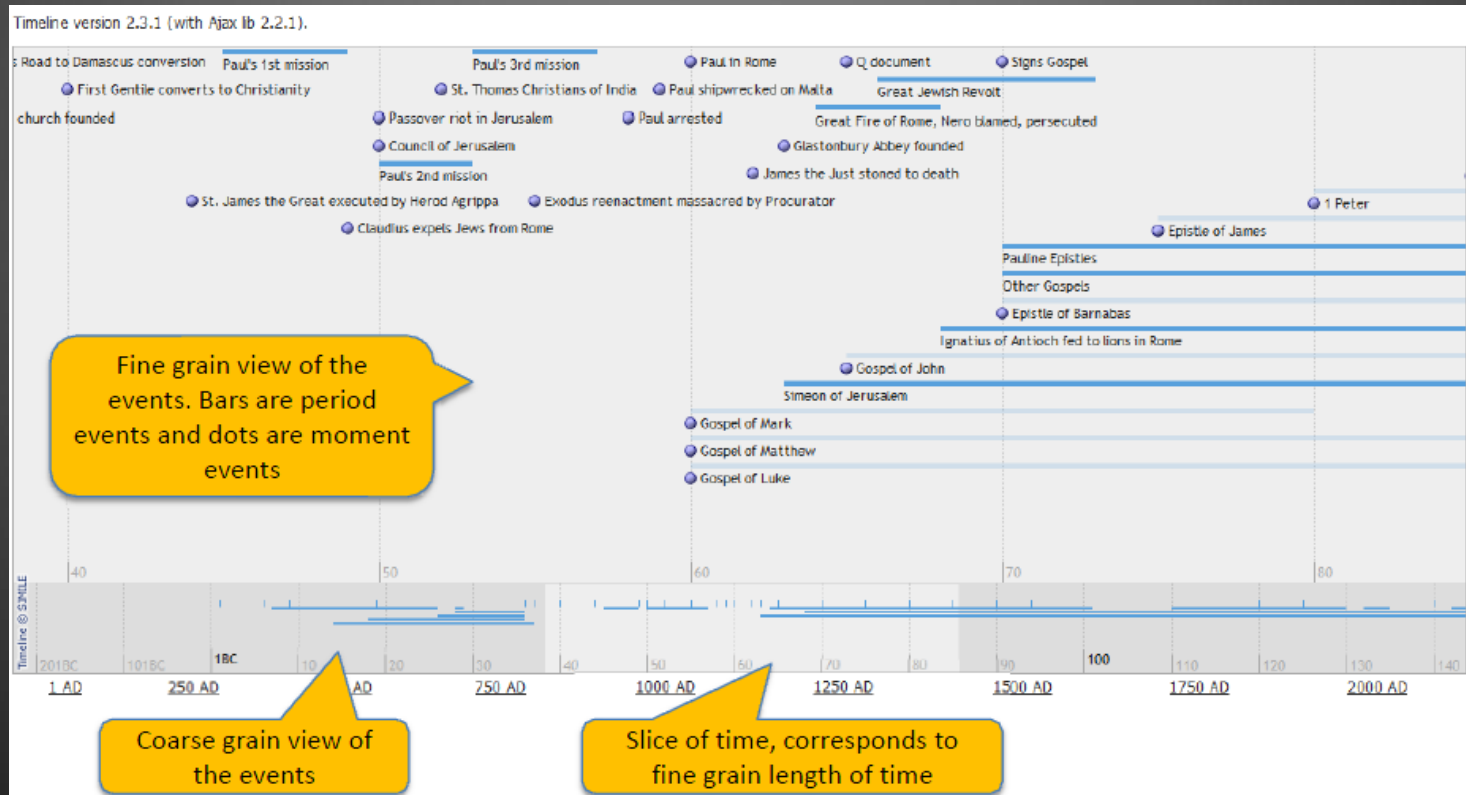 Timeline version 2.3.1 (with Ajax lib 2.2.1).
s Road to Damascus conversion
Paul's 1st mission
Paul's 3rd mission
Paul in Rome
Q document
Signs Gospel
First Gentile converts to Christianity
St. Thomas Christians of India
Paul shipwrecked on Malta
Great Jewish Revolt
church founded
Passover riot in Jerusalem
Paul arrested
Great Fire of Rome, Nero blamed, persecuted
Council of Jerusalem
Glastonbury Abbey founded
Paul's 2nd mission
James the Just stoned to death
St. James the Great executed by Herod Agrippa
Exodus reenactment massacred by Procurator
1 Peter
Claudius expels Jews from Rome
Epistle of James
Pauline Epistles
Other Gospels
Epistle of Barnabas
Ignatius of Antioch fed to lions in Rome
Gospel of John
Simeon of Jerusalem
Gospel of Mark
Gospel of Matthew
Gospel of Luke
Fine grain view of the
events. Bars are period
events and dots are moment
events
40 50 60 70 80
Timeline © SIMILE
201BC 101BC 1BC 10 20 30 40 50 60 70 80 90 100 110 120 130 140
1 AD 250 AD AD 750 AD 1000 AD 1250 AD 1500 AD 1750 AD 2000 AD
Coarse grain view of
the events
Slice of time, corresponds to
fine grain length of time